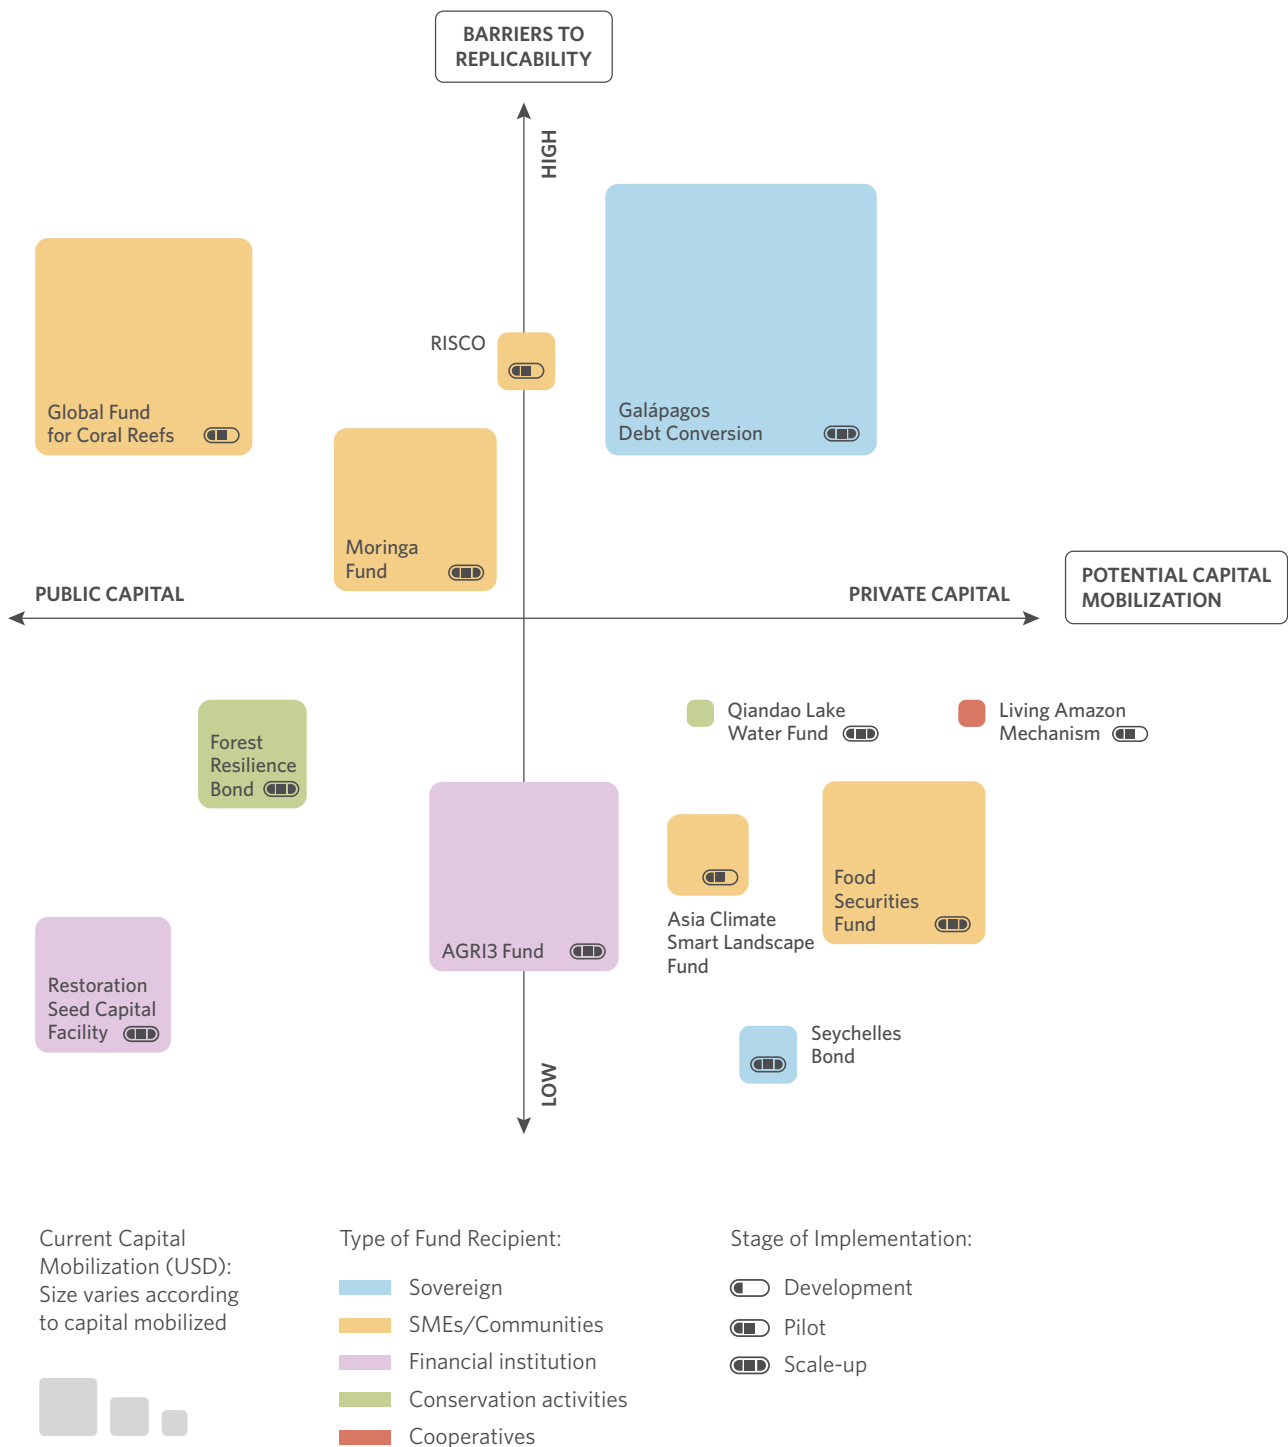 BARRIERS TO
REPLICABILITY
HIGH
RISCO
Global Fund
for Coral Reefs
Galápagos
Debt Conversion
Moringa
Fund
PUBLIC CAPITAL
PRIVATE CAPITAL
POTENTIAL CAPITAL
MOBILIZATION
Forest
Resilience
Bond
Qiandao Lake
Water Fund
Living Amazon
Mechanism
AGRI3 Fund
Asia Climate
Smart Landscape
Fund
Food
Securities
Fund
Restoration
Seed Capital
Facility
Seychelles
Bond
LOW
Current Capital
Mobilization (USD):
Size varies according
to capital mobilized
Type of Fund Recipient:
Sovereign
SMEs/Communities
Financial institution
Conservation activities
Cooperatives
Stage of Implementation:
Development
Pilot
Scale-up